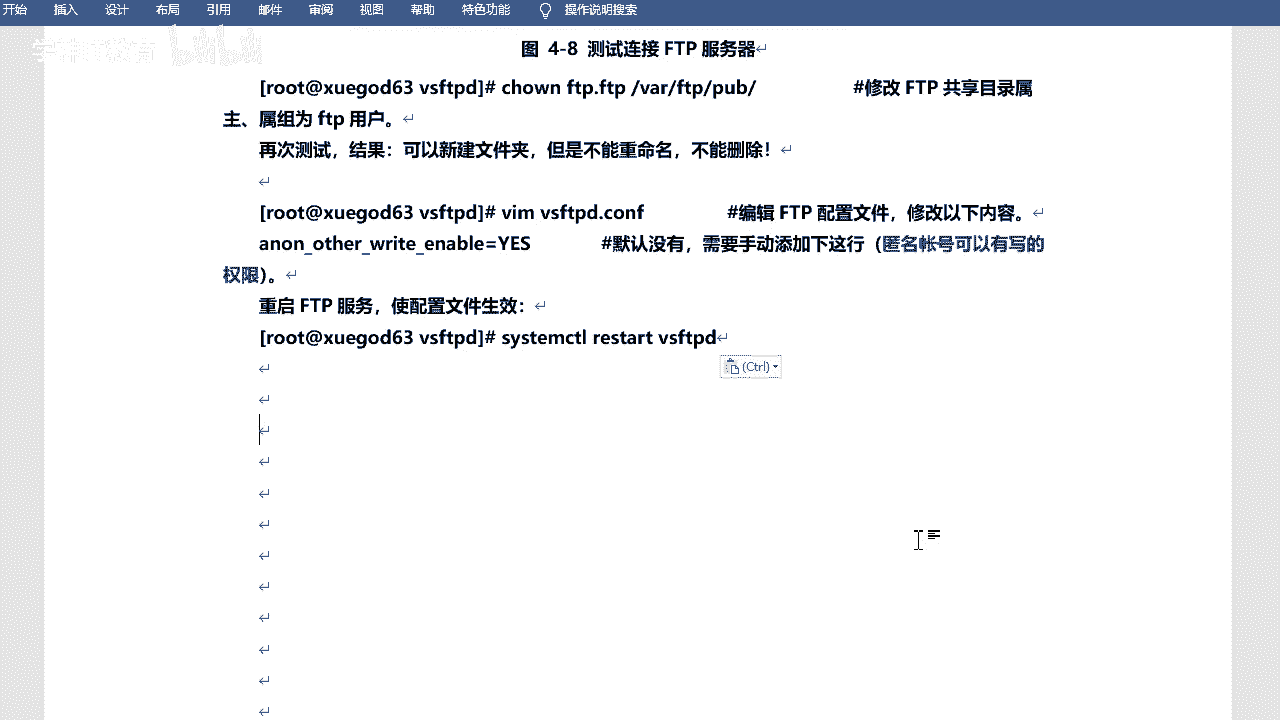 开始 插入 设计 布局 引用 邮件 审阅 视图 帮助 特色功能 操作说明搜索
图 4-8 测试连接 FTP 服务器
[root@xuegod63 vsftpd]# chown ftp.ftp /var/ftp/pub/ #修改 FTP 共享目录属
主、属组为 ftp 用户。
再次测试，结果：可以新建文件夹，但是不能重命名，不能删除！
[root@xuegod63 vsftpd]# vim vsftpd.conf #编辑 FTP 配置文件，修改以下内容。
anon_other_write_enable=YES #默认没有，需要手动添加下这行（匿名帐号可以有写的
权限）。
重启 FTP 服务，使配置文件生效：
[root@xuegod63 vsftpd]# systemctl restart vsftpd
(Ctrl)